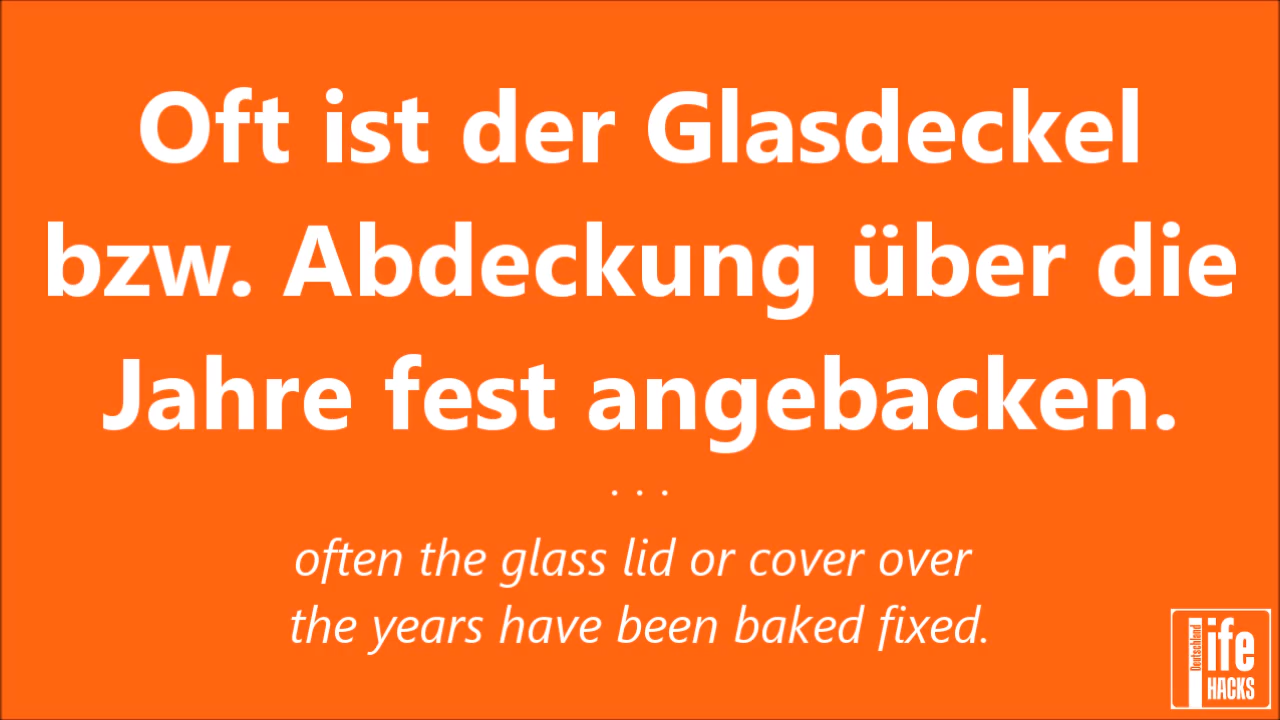 Oft ist der Glasdeckel
bzw. Abdeckung über die
Jahre fest angebacken.
. . .
often the glass lid or cover over
the years have been baked fixed.
Deutschland
life
HACKS